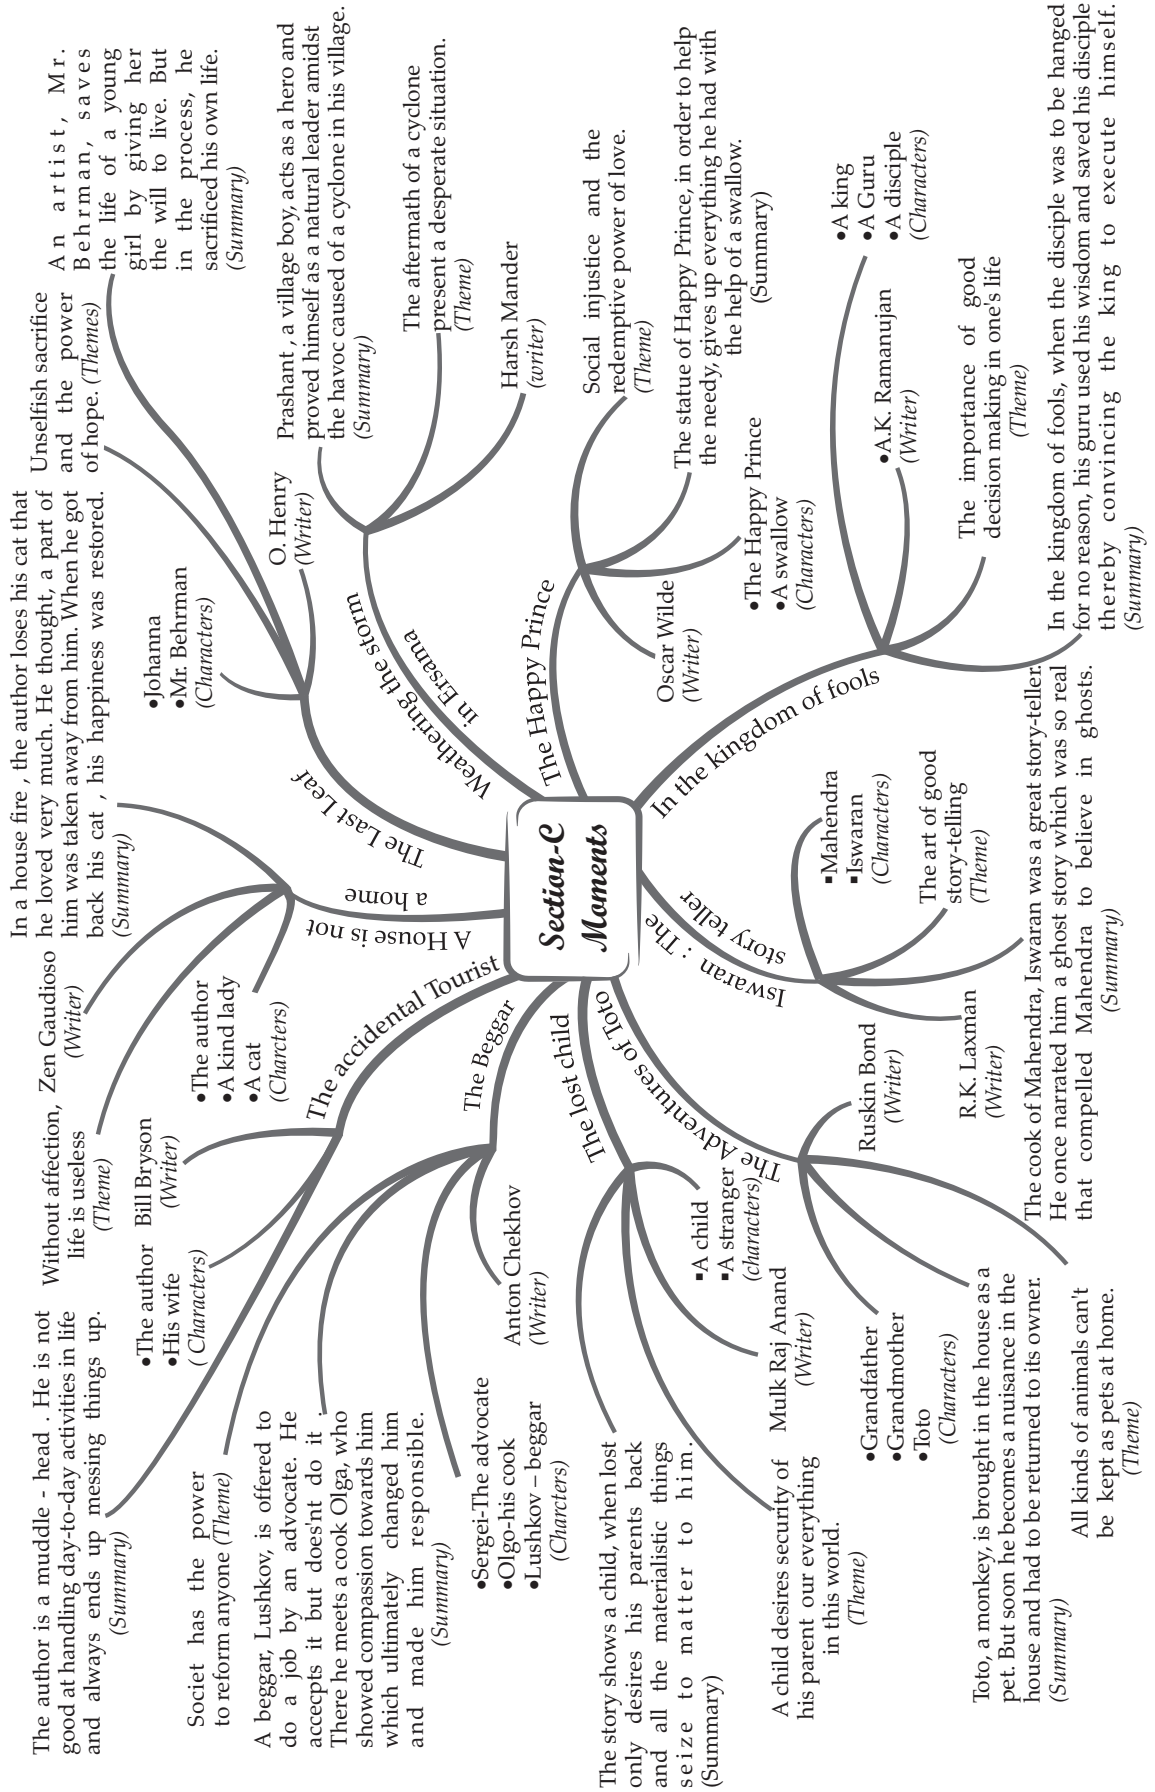 Section-C
Moments
The Last Leaf
An artist, Mr.
Behrman, saves
the life of a young
girl by giving her
the will to live. But
in the process, he
sacrificed his own life.
(Summary)
Unselfish sacrifice
and the power
of hope. (Themes)
•Johanna
•Mr. Behrman
(Characters)
O. Henry
(Writer)
Weathering the storm
in Ersama
Prashant , a village boy, acts as a hero and
proved himself as a natural leader amidst
the havoc caused of a cyclone in his village.
(Summary)
The aftermath of a cyclone
present a desperate situation.
(Theme)
Harsh Mander
(writer)
The Happy Prince
Social injustice and the
redemptive power of love.
(Theme)
The statue of Happy Prince, in order to help
the needy, gives up everything he had with
the help of a swallow.
(Summary)
•The Happy Prince
•A swallow
(Characters)
Oscar Wilde
(Writer)
In the kingdom of fools
•A king
•A Guru
•A disciple
(Characters)
•A.K. Ramanujan
(Writer)
The importance of good
decision making in one's life
(Theme)
In the kingdom of fools, when the disciple was to be hanged
for no reason, his guru used his wisdom and saved his disciple
thereby convincing the king to execute himself.
(Summary)
Iswaran : The
story teller
▪Mahendra
▪Iswaran
(Characters)
The art of good
story-telling
(Theme)
The cook of Mahendra, Iswaran was a great story-teller.
He once narrated him a ghost story which was so real
that compelled Mahendra to believe in ghosts.
(Summary)
R.K. Laxman
(Writer)
The Adventures of Toto
Ruskin Bond
(Writer)
•Grandfather
•Grandmother
•Toto
(Characters)
Toto, a monkey, is brought in the house as a
pet. But soon he becomes a nuisance in the
house and had to be returned to its owner.
(Summary)
All kinds of animals can't
be kept as pets at home.
(Theme)
The lost child
▪A child
▪A stranger
(characters)
Mulk Raj Anand
(Writer)
A child desires security of
his parent our everything
in this world.
(Theme)
The story shows a child, when lost
only desires his parents back
and all the materialistic things
seize to matter to him.
(Summary)
The Beggar
Anton Chekhov
(Writer)
•Sergei-The advocate
•Olgo-his cook
•Lushkov – beggar
(Charcters)
A beggar, Lushkov, is offered to
do a job by an advocate. He
accecpts it but does'nt do it .
There he meets a cook Olga, who
showed compassion towards him
which ultimately changed him
and made him responsible.
(Summary)
Societ has the power
to reform anyone (Theme)
The accidental Tourist
Bill Bryson
(Writer)
•The author
•His wife
( Characters)
The author is a muddle - head . He is not
good at handling day-to-day activities in life
and always ends up messing things up.
(Summary)
A House is not
a home
•The author
•A kind lady
•A cat
(Charcters)
Without affection,
life is useless
(Theme)
Zen Gaudioso
(Writer)
In a house fire , the author loses his cat that
he loved very much. He thought, a part of
him was taken away from him. When he got
back his cat , his happiness was restored.
(Summary)